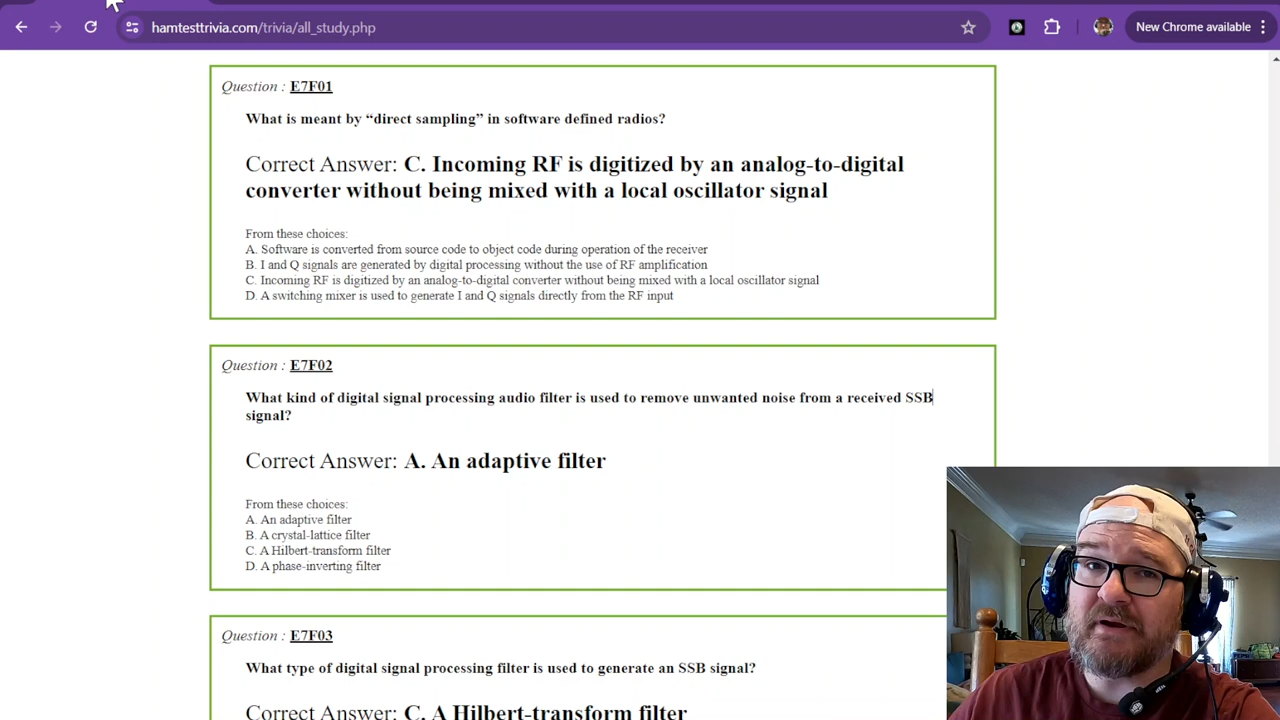 hamtesttrivia.com/trivia/all_study.php
New Chrome available
Question : E7F01
What is meant by “direct sampling” in software defined radios?
Correct Answer: C. Incoming RF is digitized by an analog-to-digital
converter without being mixed with a local oscillator signal
From these choices:
A. Software is converted from source code to object code during operation of the receiver
B. I and Q signals are generated by digital processing without the use of RF amplification
C. Incoming RF is digitized by an analog-to-digital converter without being mixed with a local oscillator signal
D. A switching mixer is used to generate I and Q signals directly from the RF input
Question : E7F02
What kind of digital signal processing audio filter is used to remove unwanted noise from a received SSB
signal?
Correct Answer: A. An adaptive filter
From these choices:
A. An adaptive filter
B. A crystal-lattice filter
C. A Hilbert-transform filter
D. A phase-inverting filter
Question : E7F03
What type of digital signal processing filter is used to generate an SSB signal?
Correct Answer: C. A Hilbert-transform filter